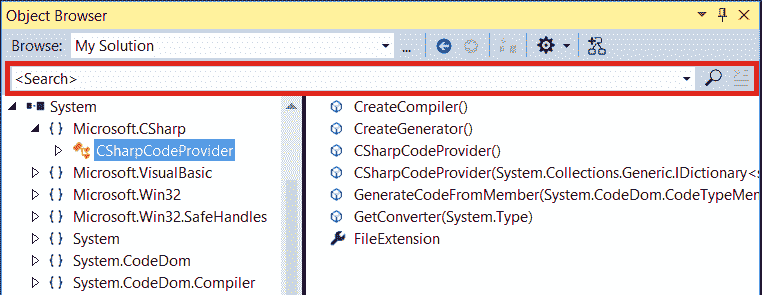 Object Browser
Browse: My Solution ...
<Search>
System
Microsoft.CSharp
CSharpCodeProvider
Microsoft.VisualBasic
Microsoft.Win32
Microsoft.Win32.SafeHandles
System
System.CodeDom
System.CodeDom.Compiler
CreateCompiler()
CreateGenerator()
CSharpCodeProvider()
CSharpCodeProvider(System.Collections.Generic.IDictionary<s
GenerateCodeFromMember(System.CodeDom.CodeTypeMen
GetConverter(System.Type)
FileExtension